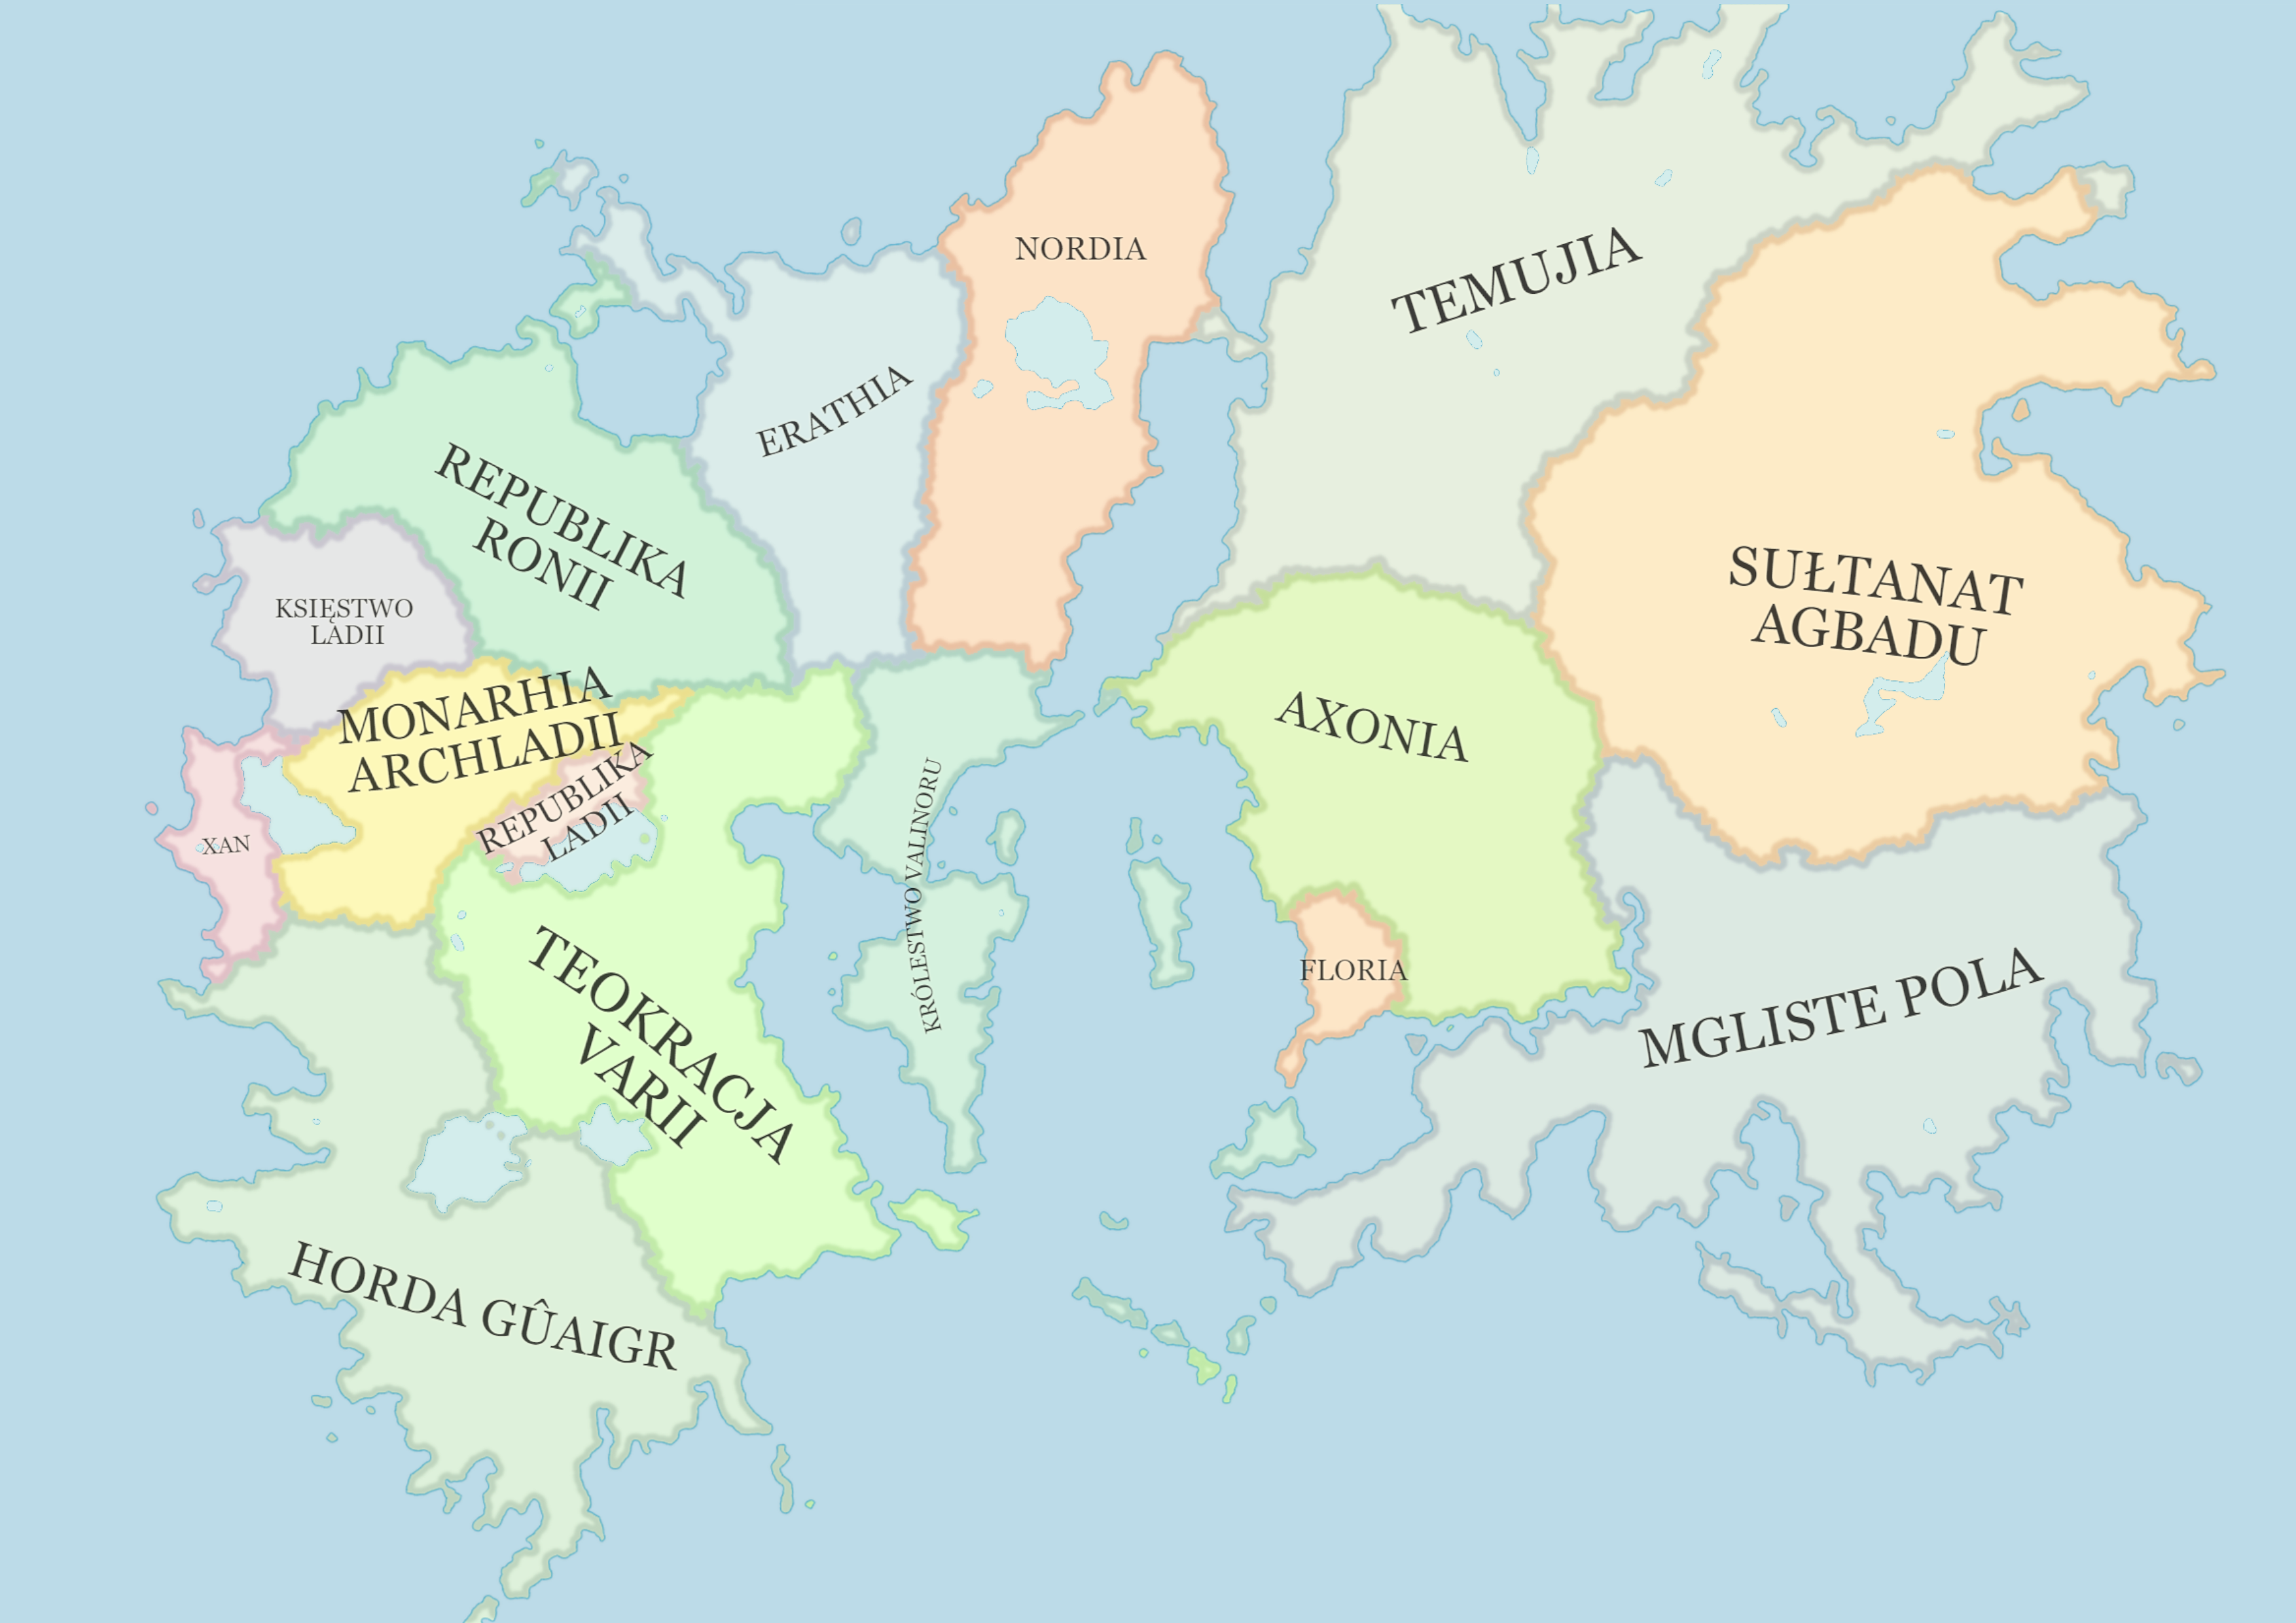 NORDIA
TEMUJIA
ERATHIA
REPUBLIKA
RONII
KSIĘSTWO
LADII
SUŁTANAT
AGBADU
MONARHIA
ARCHLADII
AXONIA
REPUBLIKA
LADII
XAN
KRÓLESTWO VALINORU
FLORIA
MGLISTE POLA
TEOKRACJA
VARII
HORDA GÛAIGR